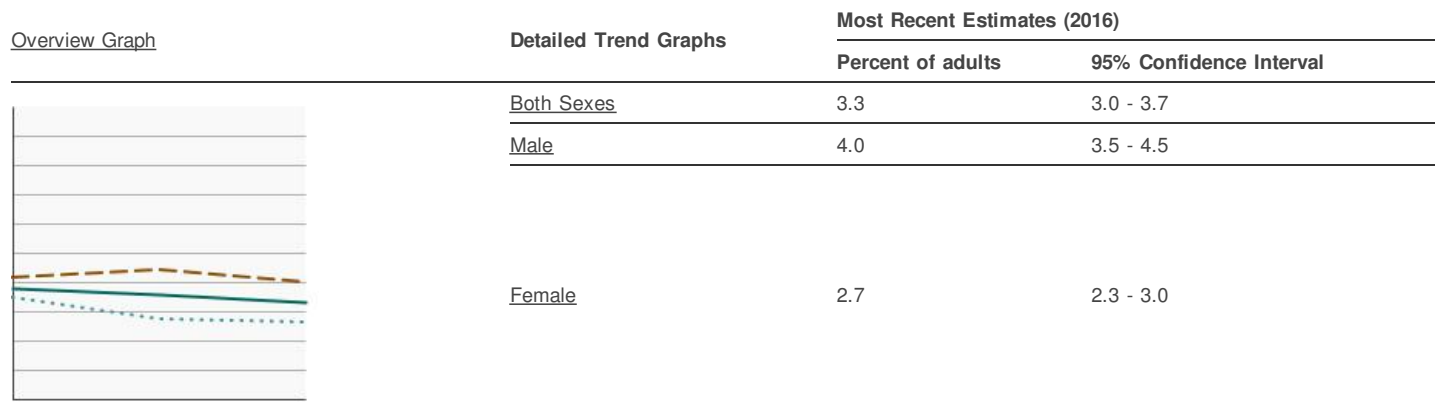 Overview Graph Detailed Trend Graphs Most Recent Estimates (2016)
Percent of adults 95% Confidence Interval
Both Sexes 3.3 3.0 - 3.7
Male 4.0 3.5 - 4.5
Female 2.7 2.3 - 3.0